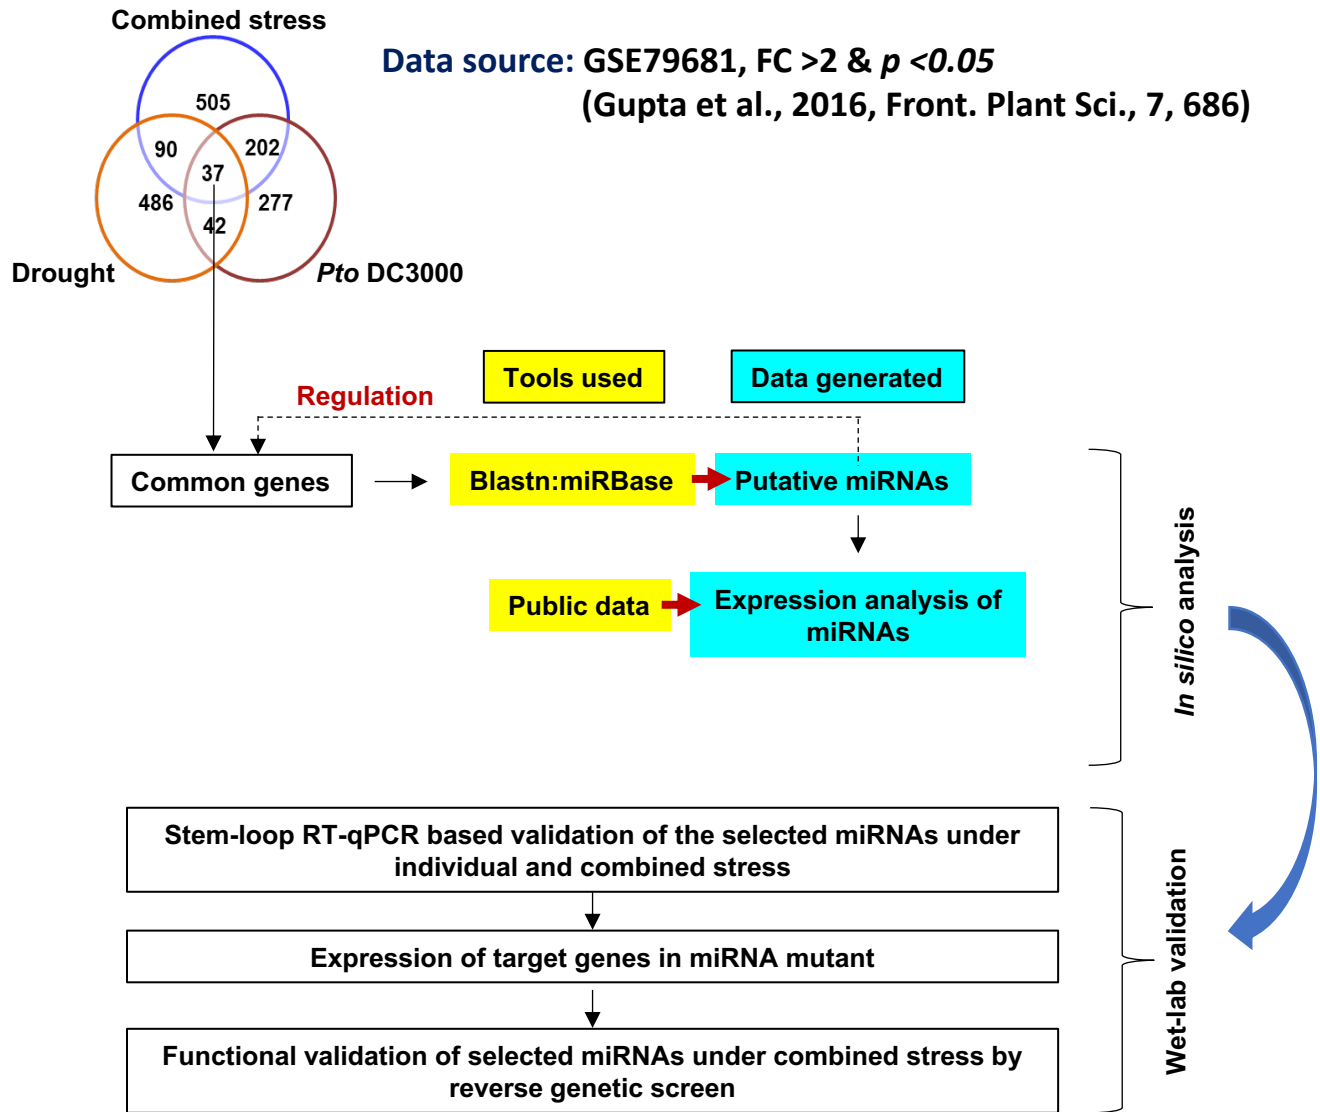 Combined stress
Data source: GSE79681, FC >2 & p <0.05
(Gupta et al., 2016, Front. Plant Sci., 7, 686)
505
90
202
37
486
277
42
Drought
Pto DC3000
Tools used
Data generated
Regulation
Common genes
Blastn:miRBase
Putative miRNAs
Public data
Expression analysis of
miRNAs
In silico analysis
Stem-loop RT-qPCR based validation of the selected miRNAs under
individual and combined stress
Expression of target genes in miRNA mutant
Functional validation of selected miRNAs under combined stress by
reverse genetic screen
Wet-lab validation